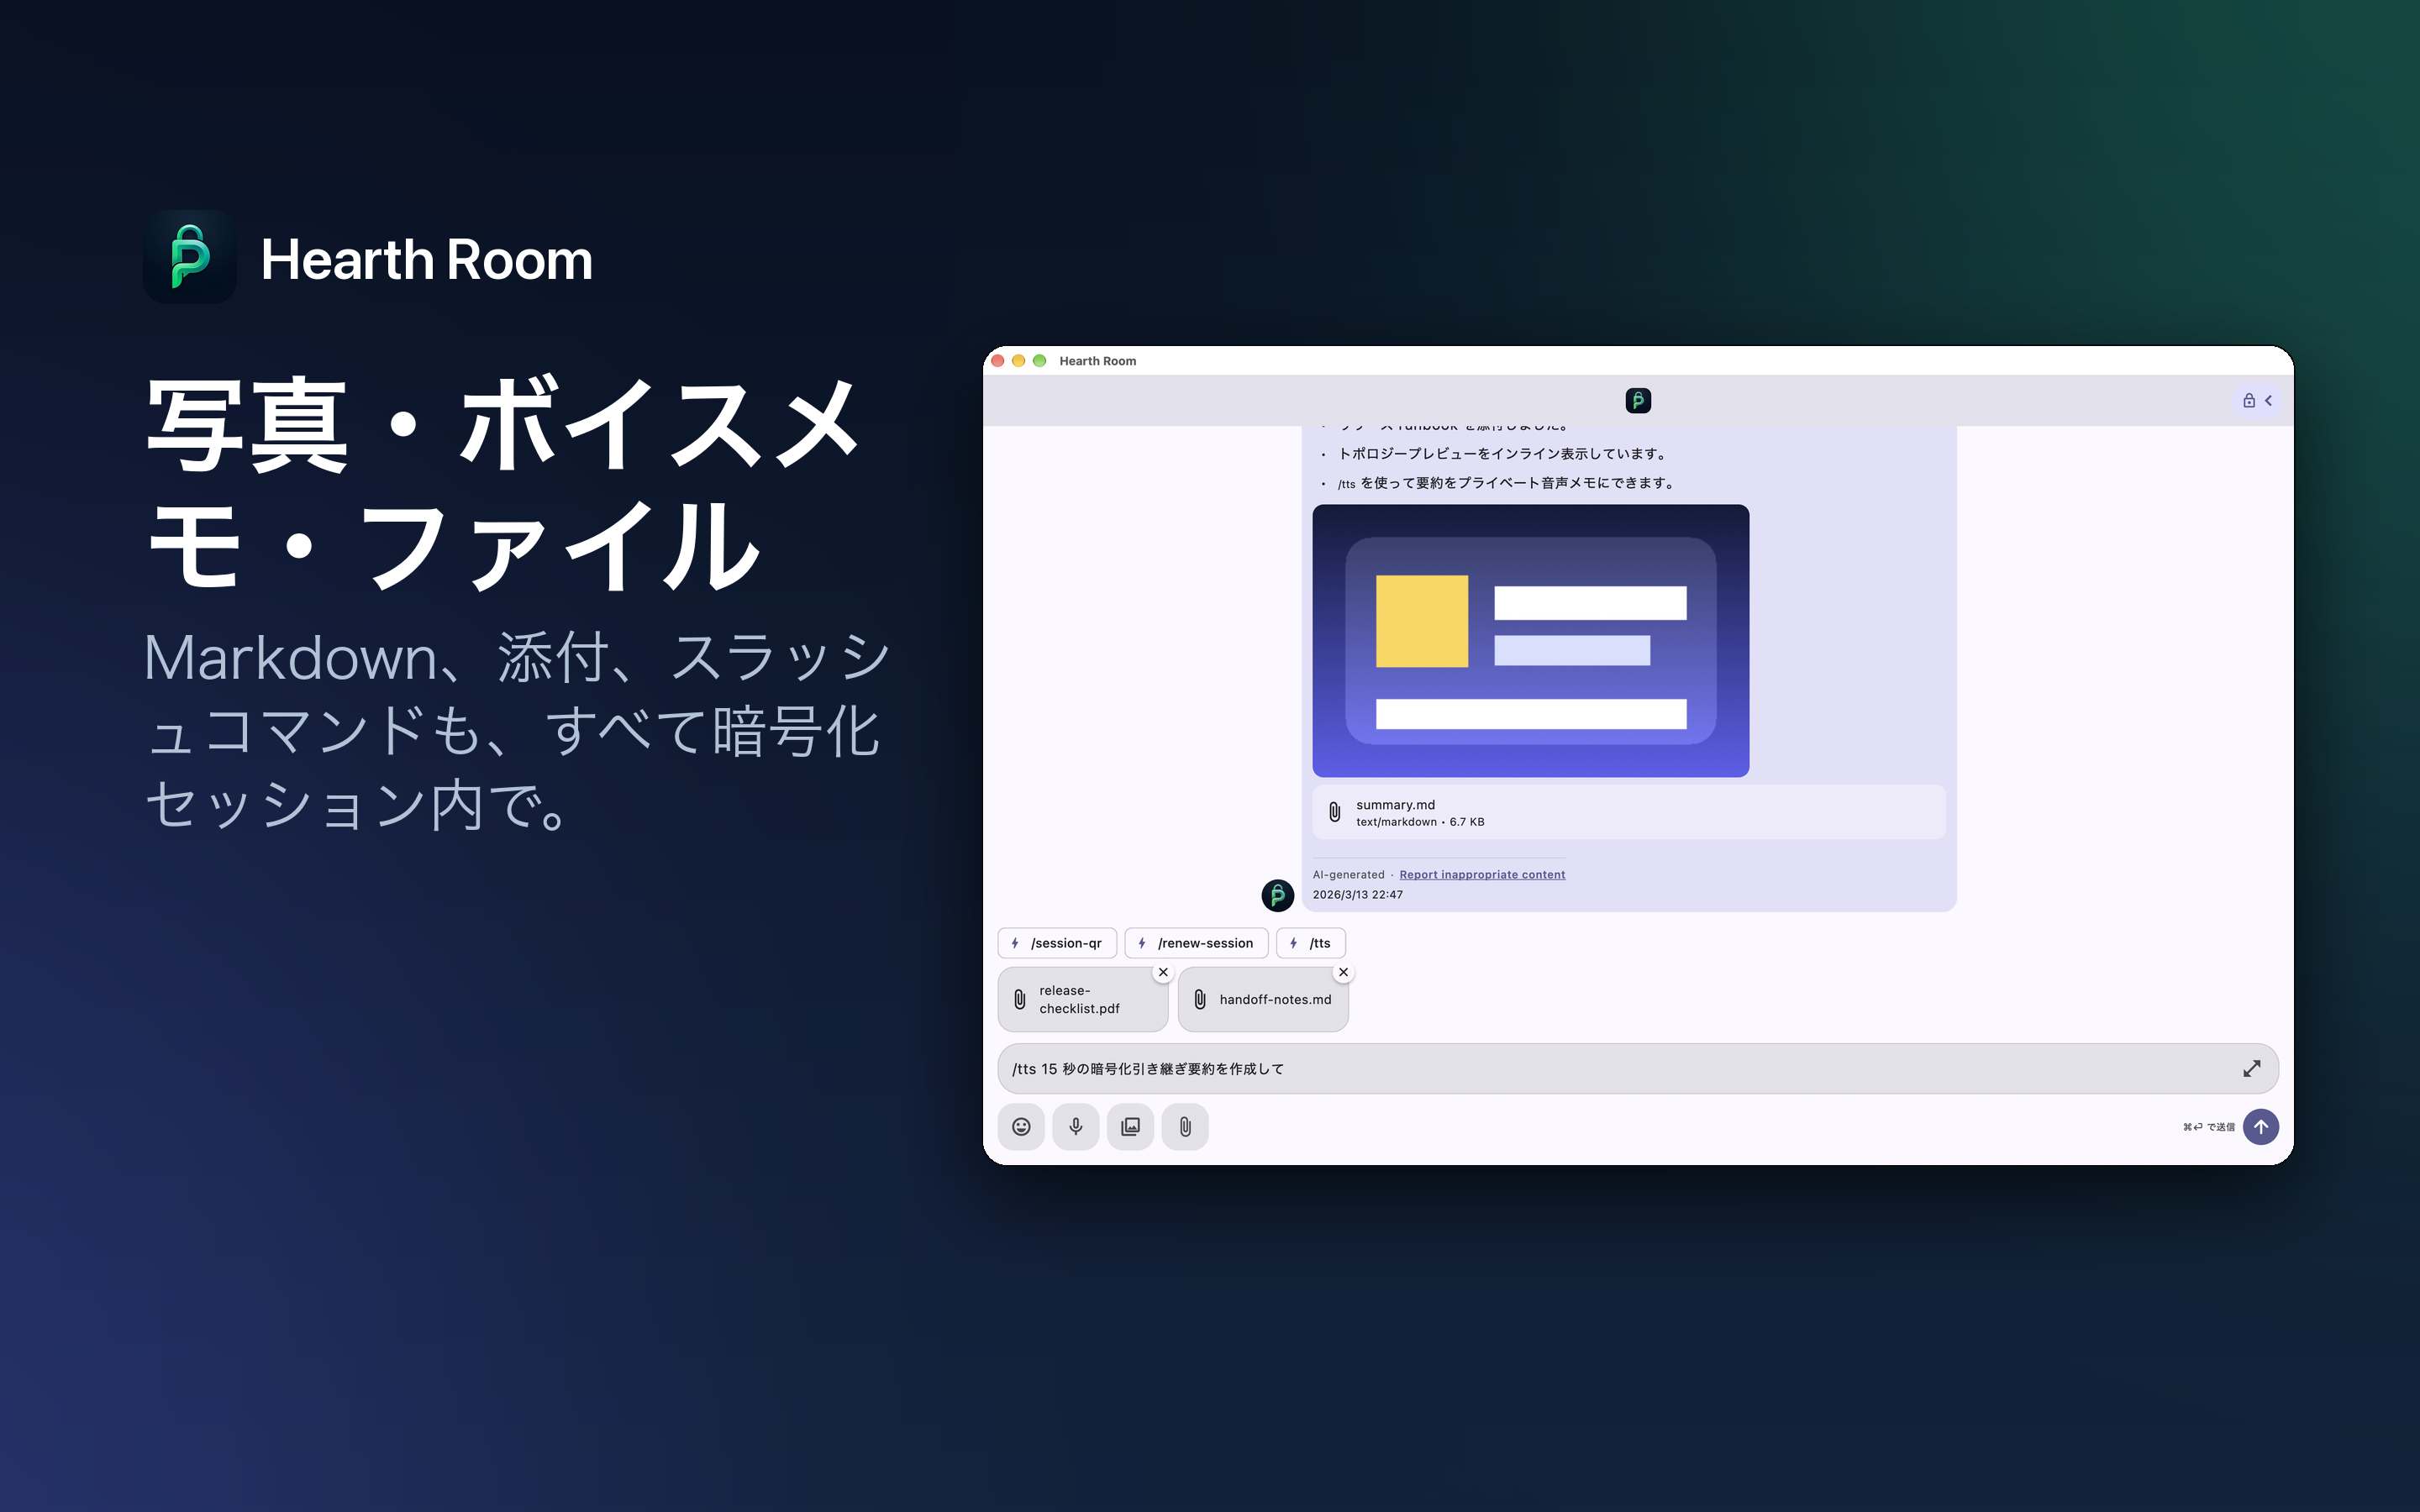 Hearth Room
写真・ボイスメ
モ・ファイル
Markdown、添付、スラッシ
ュコマンドも、すべて暗号化
セッション内で。
Hearth Room
• トポロジープレビューをインライン表示しています。
• /tts を使って要約をプライベート音声メモにできます。
summary.md
text/markdown • 6.7 KB
AI-generated · Report inappropriate content
2026/3/13 22:47
/session-qr /renew-session /tts
release-
checklist.pdf
handoff-notes.md
/tts 15 秒の暗号化引き継ぎ要約を作成して
⌘⏎ で送信